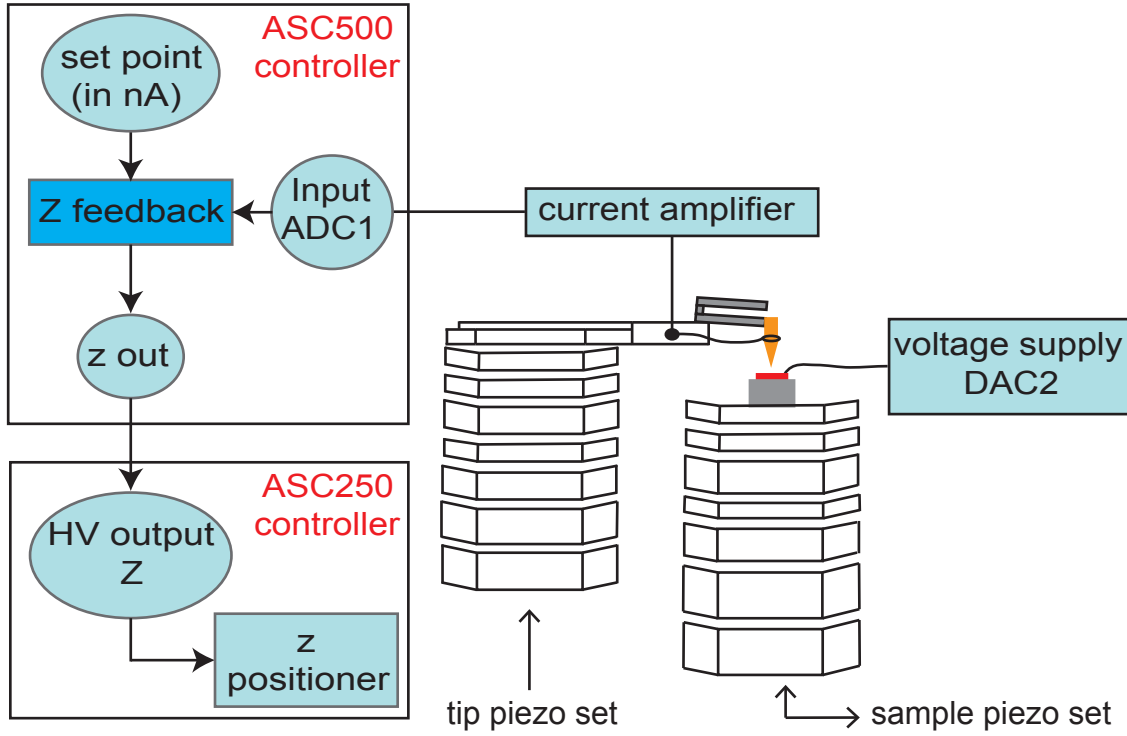 ASC500
controller
set point
(in nA)
Z feedback
Input
ADC1
current amplifier
z out
voltage supply
DAC2
ASC250
controller
HV output
Z
z
positioner
tip piezo set
sample piezo set